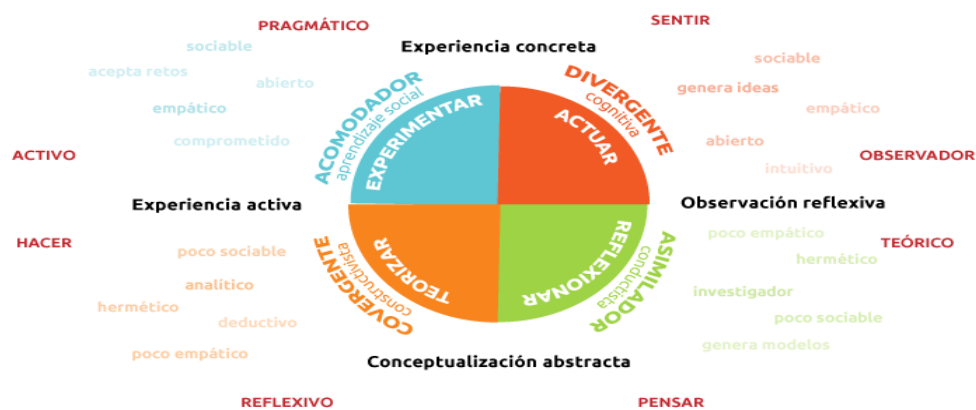 PRAGMÁTICO
SENTIR
Experiencia concreta
sociable
acepta retos
abierto
empático
comprometido
ACTIVO
ACOMODADOR
aprendizaje social
EXPERIMENTAR
DIVERGENTE
cognitiva
ACTUAR
sociable
genera ideas
empático
abierto
intuitivo
OBSERVADOR
Experiencia activa
Observación reflexiva
HACER
poco sociable
analítico
hermético
deductivo
poco empático
COVERGENTE
constructivista
TEORIZAR
REFLEXIONAR
ASIMILADOR
conductista
poco empático
hermético
investigador
poco sociable
genera modelos
TEÓRICO
Conceptualización abstracta
REFLEXIVO
PENSAR